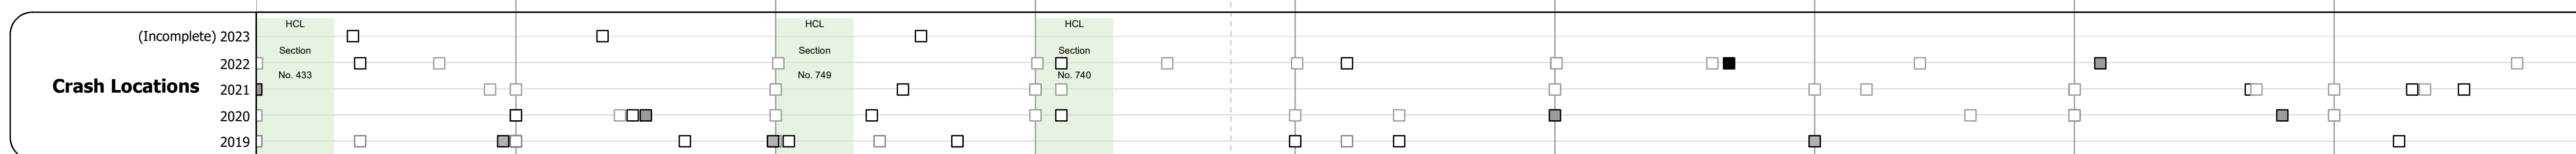 HCL HCL HCL
(Incomplete) 2023
Section Section Section
2022
No. 433 No. 749 No. 740
Crash Locations
2021
2020
2019